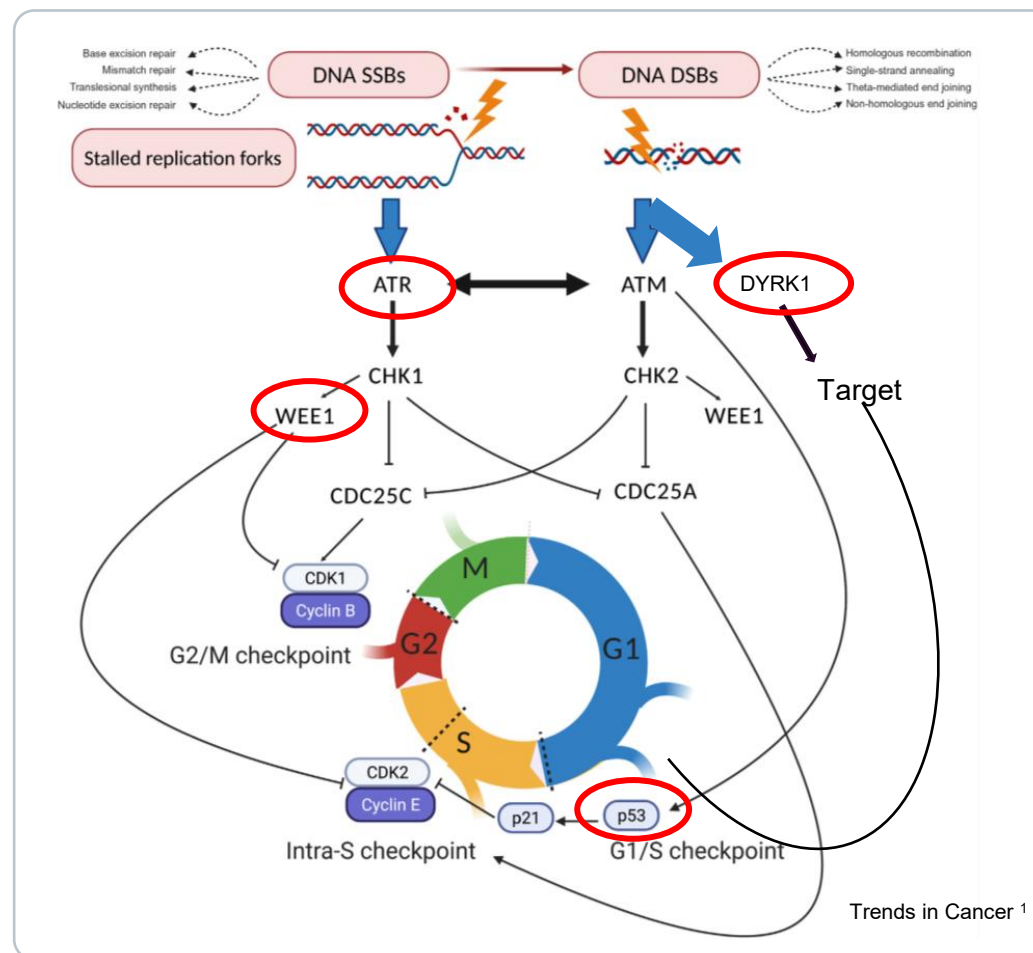 Base excision repair
Mismatch repair
Translesional synthesis
Nucleotide excision repair
DNA SSBs
DNA DSBs
Homologous recombination
Single-strand annealing
Theta-mediated end joining
Non-homologous end joining
Stalled replication forks
ATR
ATM
DYRK1
CHK1
CHK2
Target
WEE1
WEE1
CDC25C
CDC25A
CDK1
Cyclin B
M
G2
G1
S
G2/M checkpoint
CDK2
Cyclin E
p21
p53
Intra-S checkpoint
G1/S checkpoint
Trends in Cancer 1